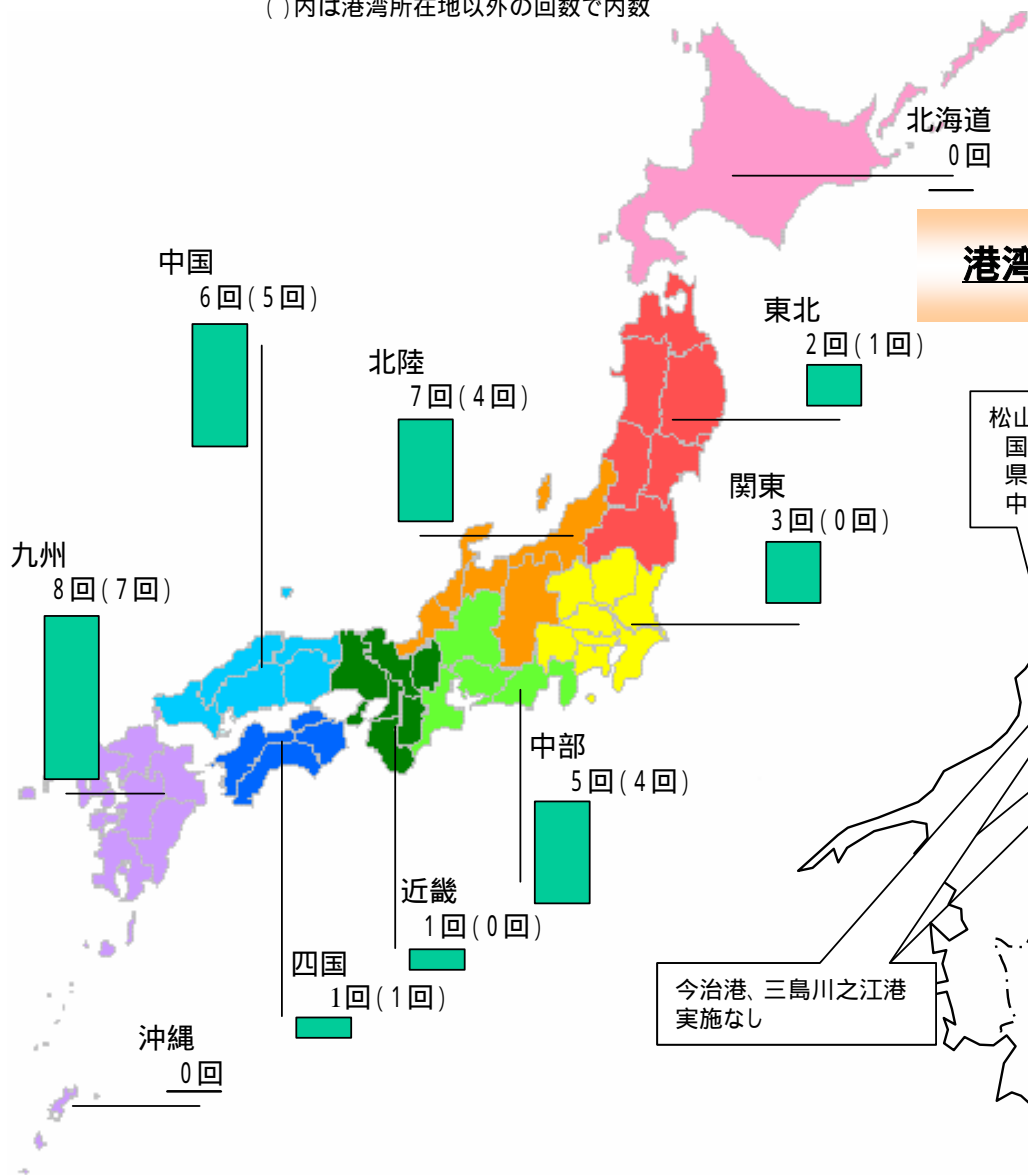 ( )内は港湾所在地以外の回数で内数
北海道
0回
港湾
中国
6回(5回)
東北
2回(1回)
北陸
7回(4回)
松山
国
県
中
関東
3回(0回)
九州
8回(7回)
中部
5回(4回)
近畿
1回(0回)
四国
1回(1回)
今治港、三島川之江港
実施なし
沖縄
0回